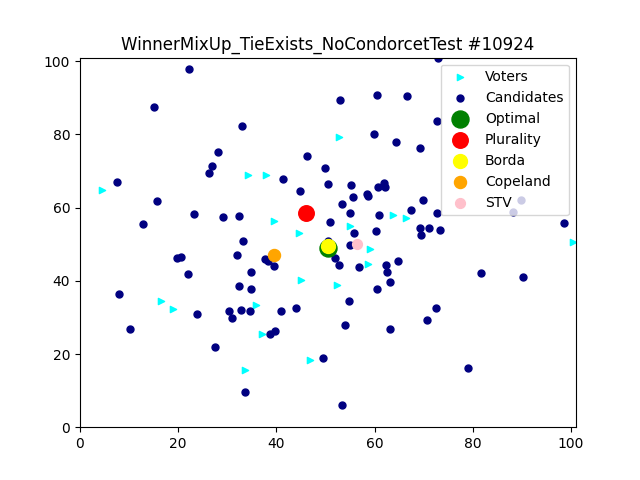 WinnerMixUp_TieExists_NoCondorcetTest #10924
100
80
60
40
20
0
Voters
Candidates
Optimal
Plurality
Borda
Copeland
STV
0 20 40 60 80 100